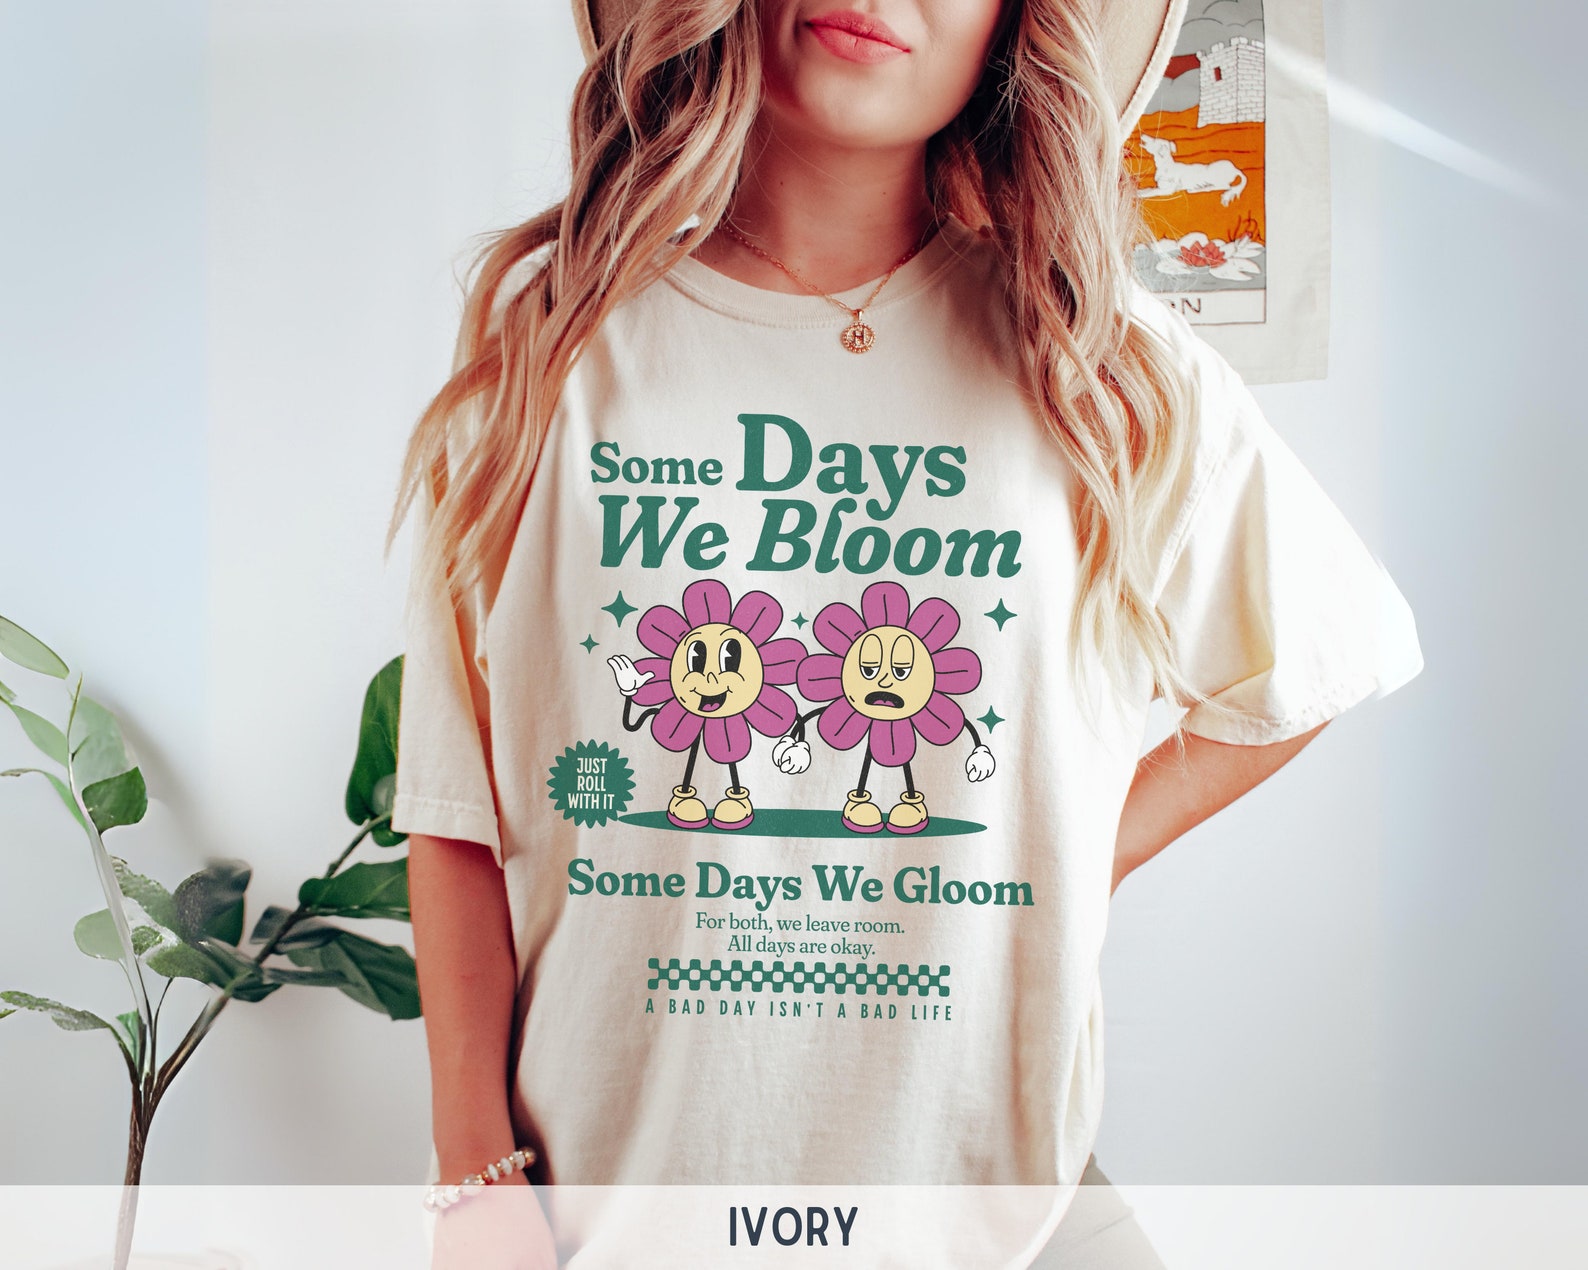 H
ON
Some Days
We Bloom
JUST
ROLL
WITH IT
Some Days We Gloom
For both, we leave room.
All days are okay.
A BAD DAY ISN'T A BAD LIFE
IVORY